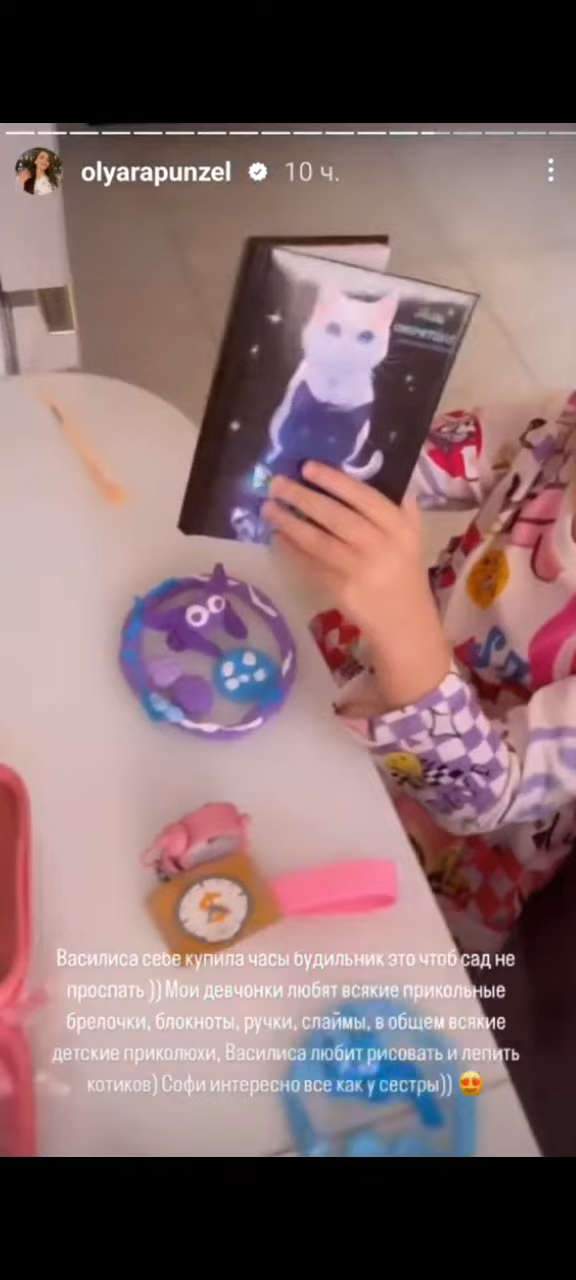 olyarapunzel 10 ч.
Василиса себе купила часы будильник это чтоб сад не
проспать )) Мои девчонки любят всякие прикольные
брелочки, блокноты, ручки, слаймы, в общем всякие
детские приколюхи, Василиса любит рисовать и лепить
котиков) Софи интересно все как у сестры)) 😍